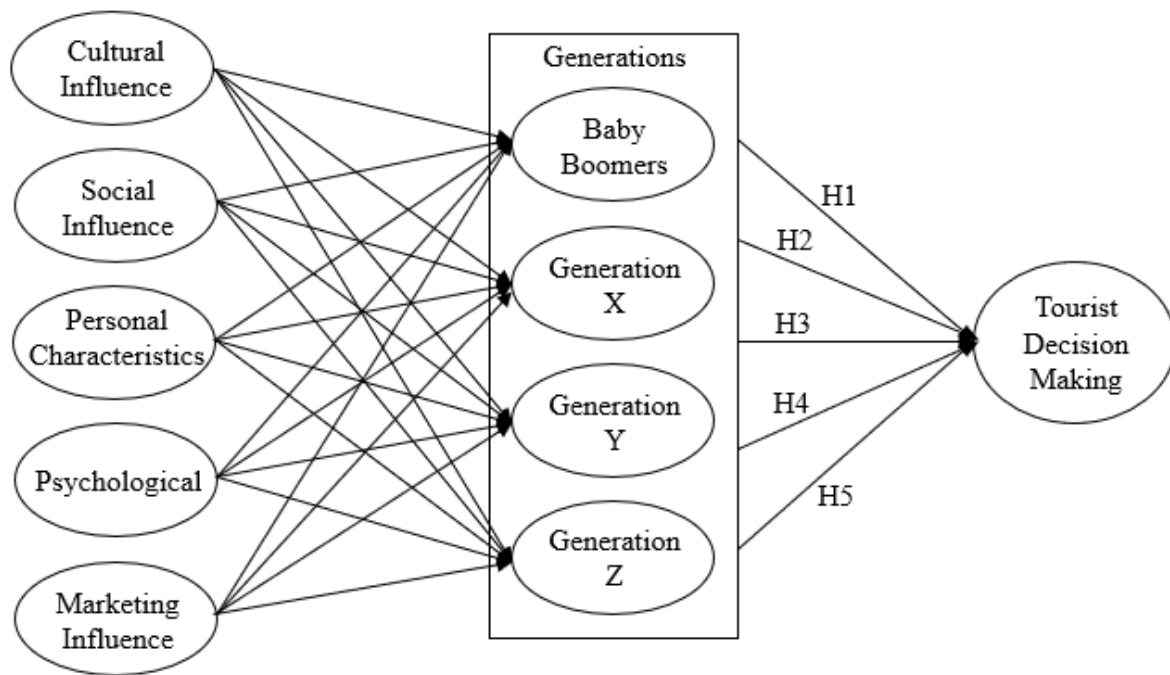 Cultural
Influence
Social
Influence
Personal
Characteristics
Psychological
Marketing
Influence
Generations
Baby
Boomers
Generation
X
Generation
Y
Generation
Z
H1
H2
H3
H4
H5
Tourist
Decision
Making